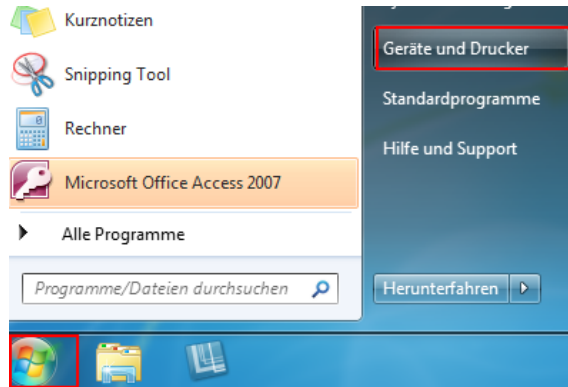 Kurznotizen
Snipping Tool
Rechner
Microsoft Office Access 2007
Alle Programme
Programme/Dateien durchsuchen
Geräte und Drucker
Standardprogramme
Hilfe und Support
Herunterfahren